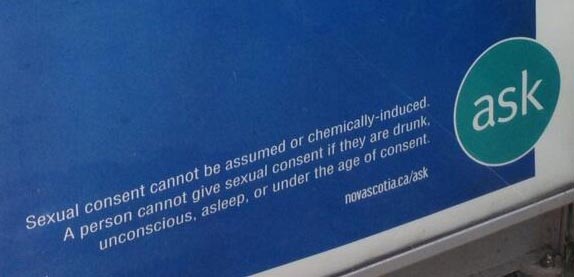 Sexual consent cannot be assumed or chemically-induced.
A person cannot give sexual consent if they are drunk,
unconscious, asleep, or under the age of consent.
novascotia.ca/ask
ask